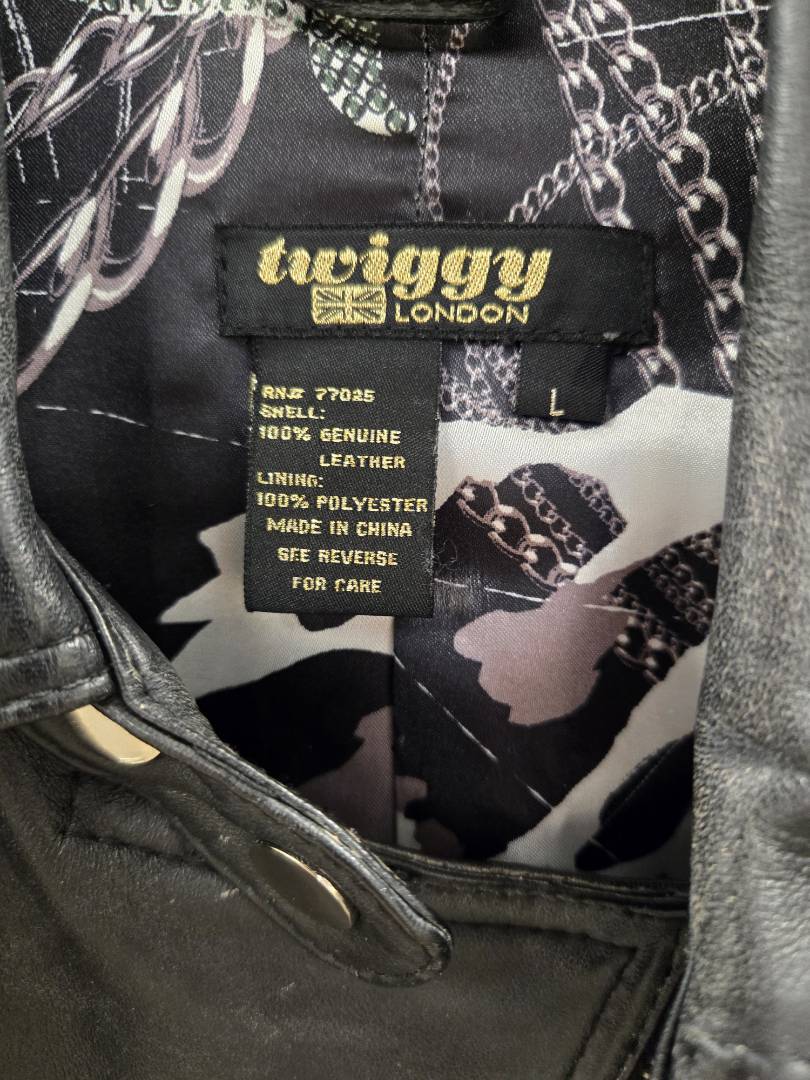 twiggy
LONDON
L
RN# 77025
SHELL:
100% GENUINE
LEATHER
LINING:
100% POLYESTER
MADE IN CHINA
SEE REVERSE
FOR CARE